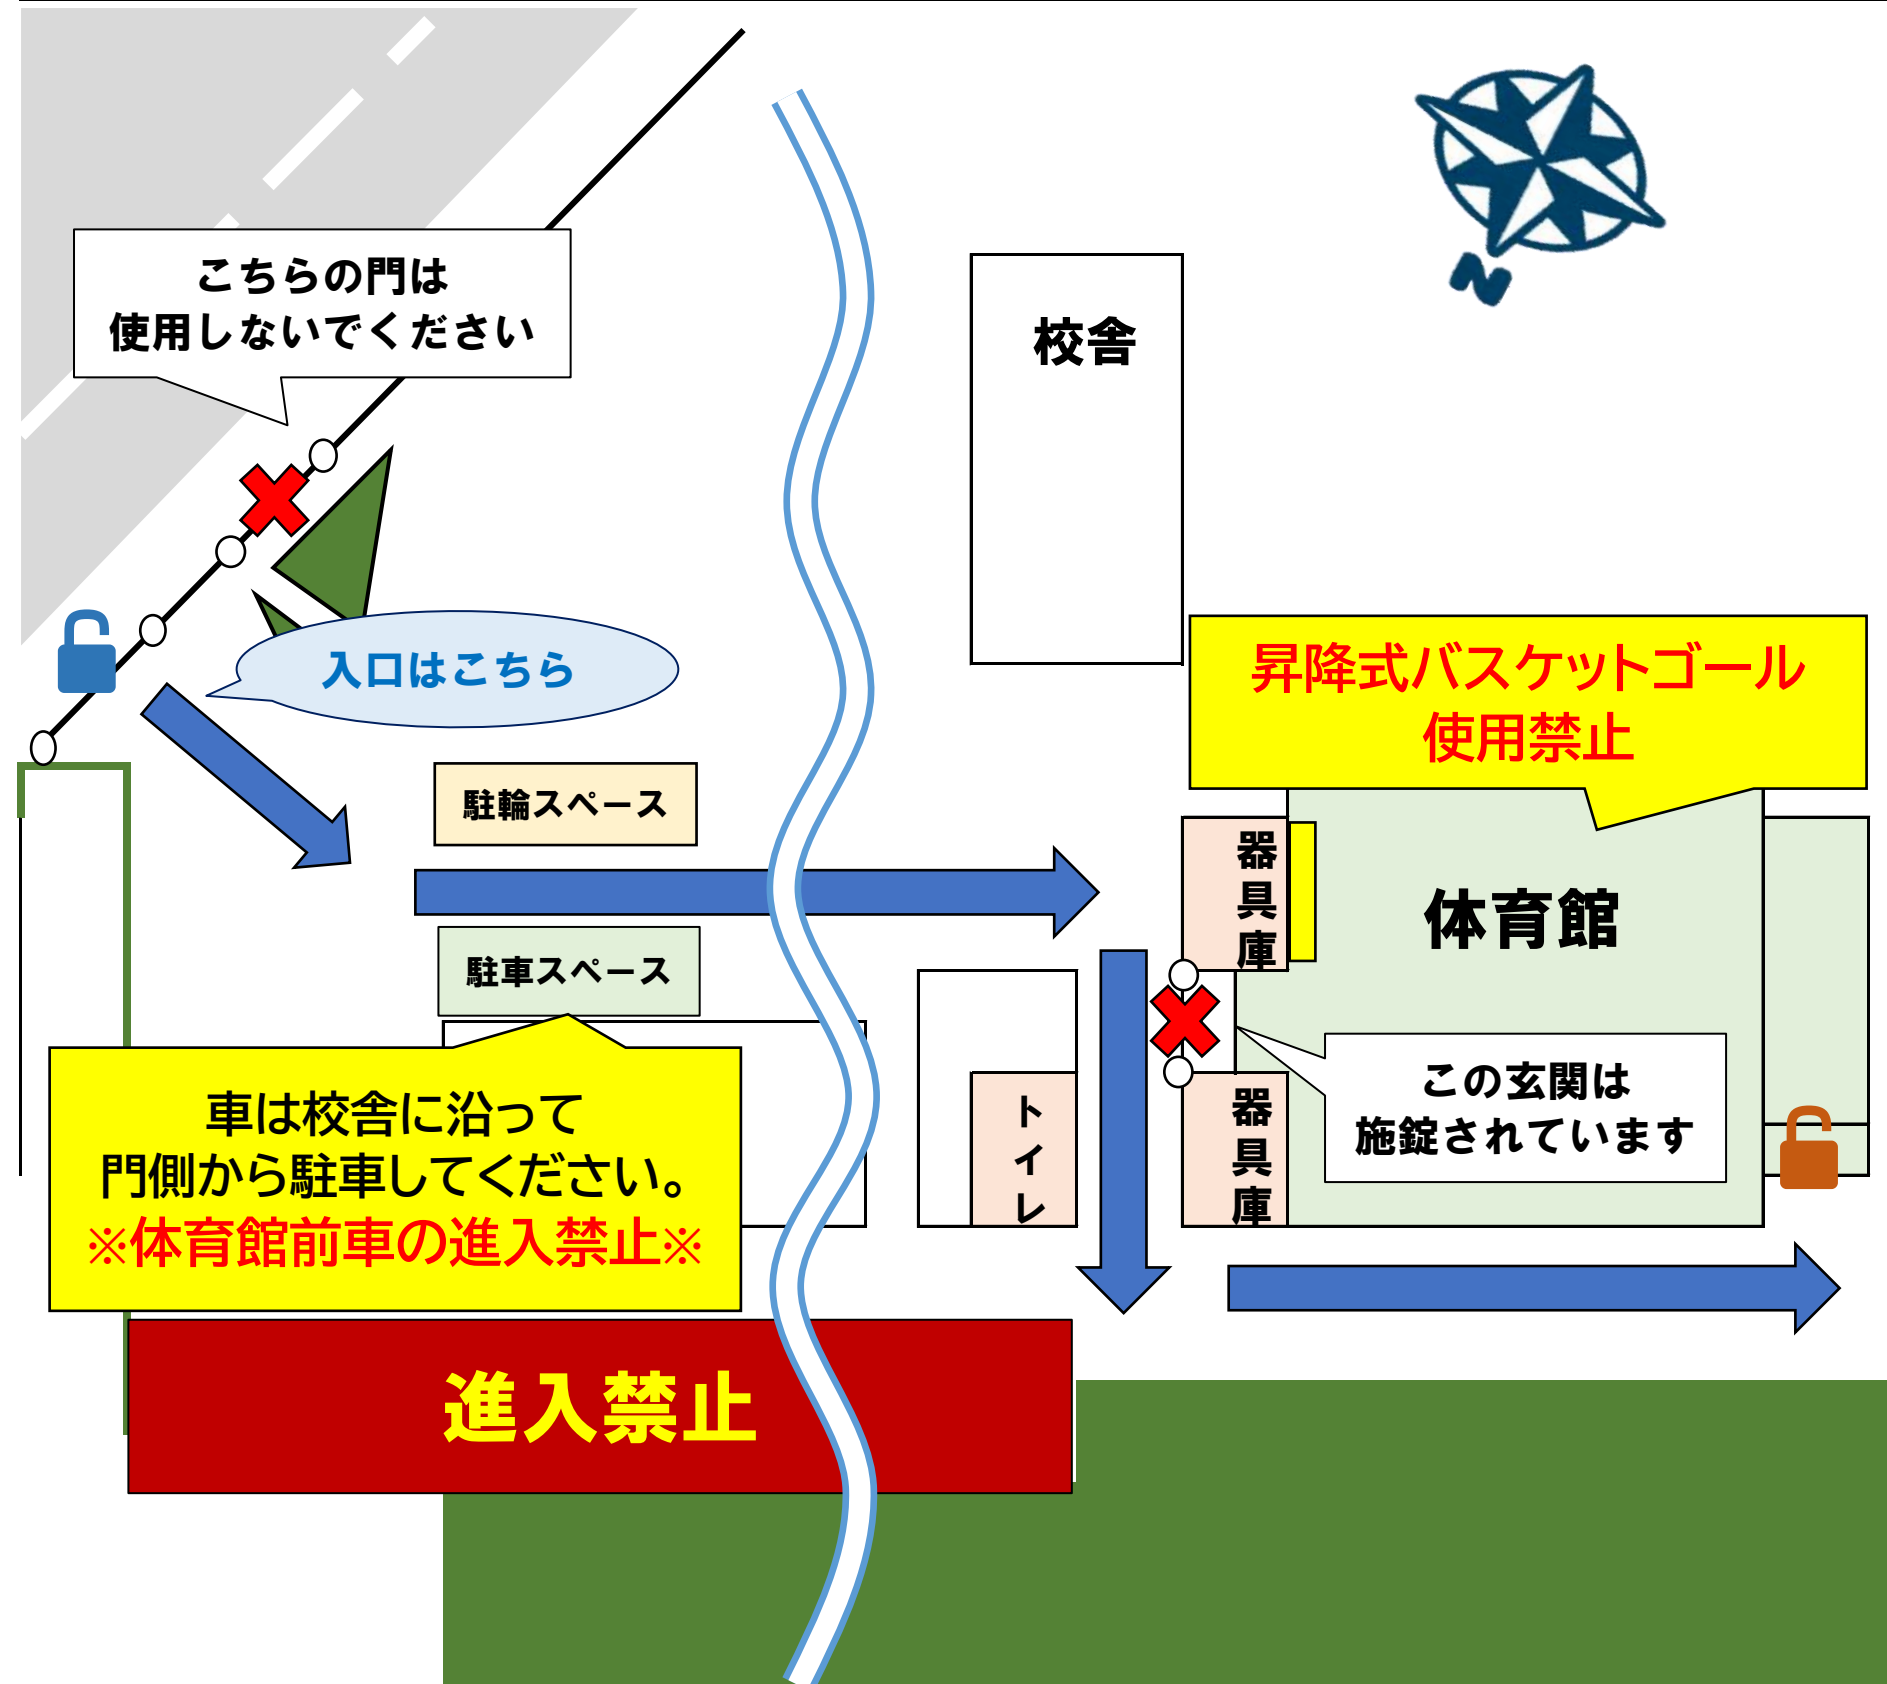 N
こちらの門は
使用しないでください
校舎
入口はこちら
昇降式バスケットゴール
使用禁止
駐輪スペース
器具庫
体育館
駐車スペース
この玄関は
施錠されています
車は校舎に沿って
門側から駐車してください。
※体育館前車の進入禁止※
トイレ
器具庫
進入禁止